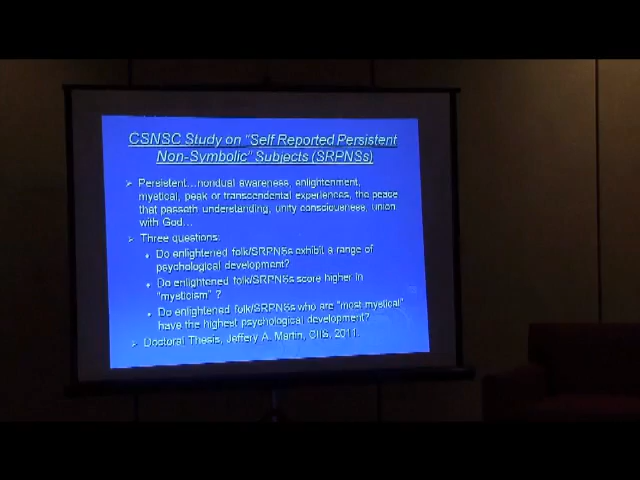 CSNSC Study on "Self Reported Persistent
Non-Symbolic" Subjects (SRPNSs)
Persistent...nondual awareness, enlightenment,
mystical, peak or transcendental experiences, the peace
that passeth understanding, unity consciousness, union
with God...
Three questions:
Do enlightened folk/SRPNSs exhibit a range of
psychological development?
Do enlightened folk/SRPNSs score higher in
"mysticism" ?
Do enlightened folk/SRPNSs who are "most mystical"
have the highest psychological development?
Doctoral Thesis, Jeffery A. Martin, CIIS, 2011.